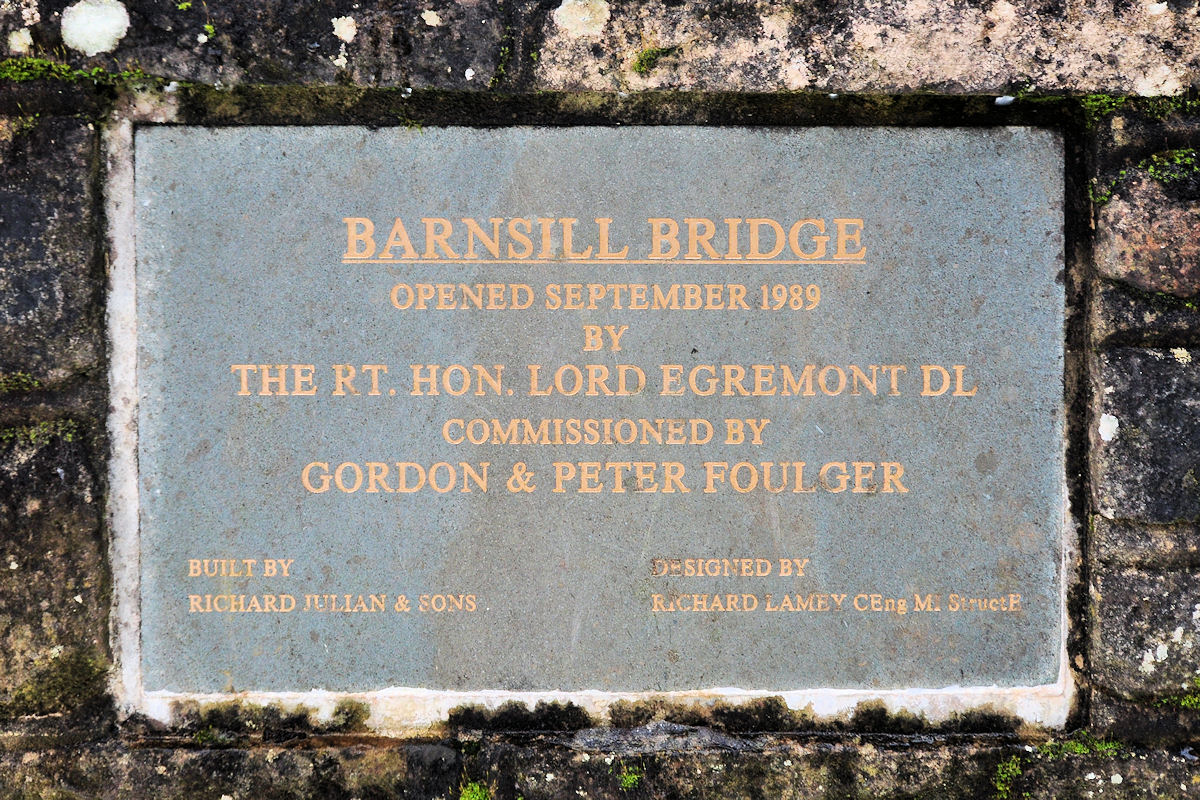 BARNSILL BRIDGE
OPENED SEPTEMBER 1989
BY
THE RT. HON. LORD EGREMONT DL
COMMISSIONED BY
GORDON & PETER FOULGER
BUILT BY
RICHARD JULIAN & SONS
DESIGNED BY
RICHARD LAMEY CEng MI StructE